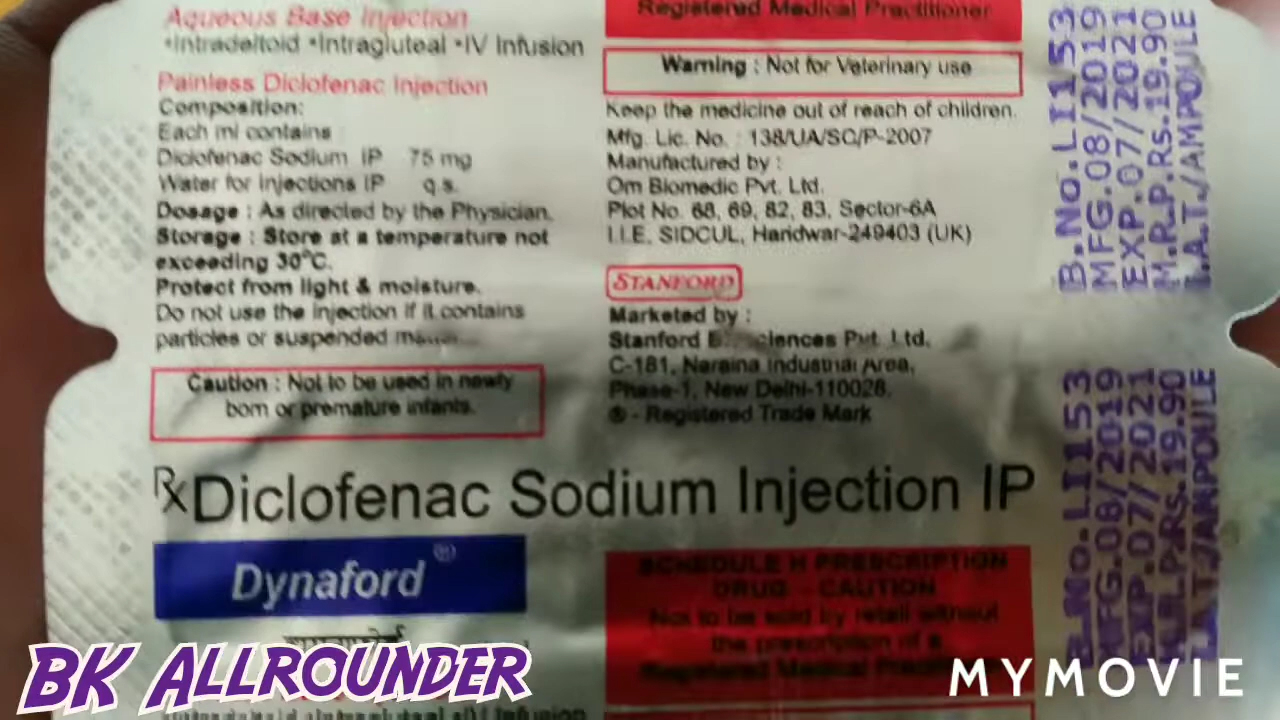 Aqueous Base Injection
•Intradeltoid •Intragluteal •IV Infusion
Painless Diclofenac Injection
Composition:
Each ml contains
Diclofenac Sodium IP 75 mg
Water for Injections IP q.s.
Dosage : As directed by the Physician.
Storage : Store at a temperature not
exceeding 30°C.
Protect from light & moisture.
Do not use the injection if it contains
particles or suspended
Caution : Not to be used in newly
born or premature infants.
Registered Medical Practitioner
Warning : Not for Veterinary use
Keep the medicine out of reach of children.
Mfg. Lic. No. : 138/UA/SC/P-2007
Manufactured by :
Om Biomedic Pvt. Ltd.
Plot No. 68, 69, 82, 83, Sector-6A
I.I.E. SIDCUL, Haridwar-249403 (UK)
STANFORD
Marketed by :
Stanford Pvt. Ltd.
C-181, Naraina Industrial Area,
Phase-1, New Delhi-110028.
® - Registered Trade Mark
B.No.LI1153
MFG.08/2019
EXP.07/2021
M.R.P.Rs.19.90
I.A.T./AMPOULE
Rx Diclofenac Sodium Injection IP
Dynaford ®
SCHEDULE H PRESCRIPTION
DRUG - CAUTION
Not to be sold by retail without
the prescription of a
Registered Medical
B.No.LI1153
MFG.08/2019
EXP.07/2021
M.R.P.Rs.19.90
I.A.T./AMPOULE
BK ALLROUNDER
MYMOVIE